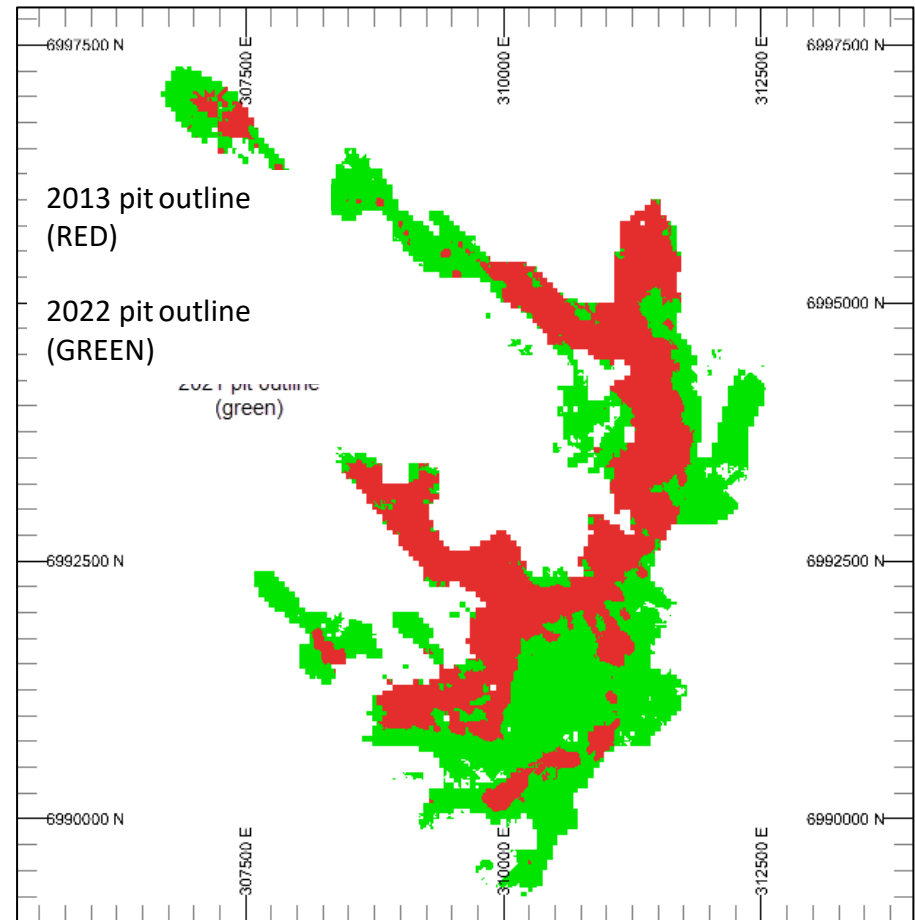 6997500 N
6997500 N
307500 E
310000 E
312500 E
2013 pit outline
(RED)
6995000 N
2022 pit outline
(GREEN)
(green)
6992500 N
6992500 N
6990000 N
6990000 N
307500 E
310000 E
312500 E